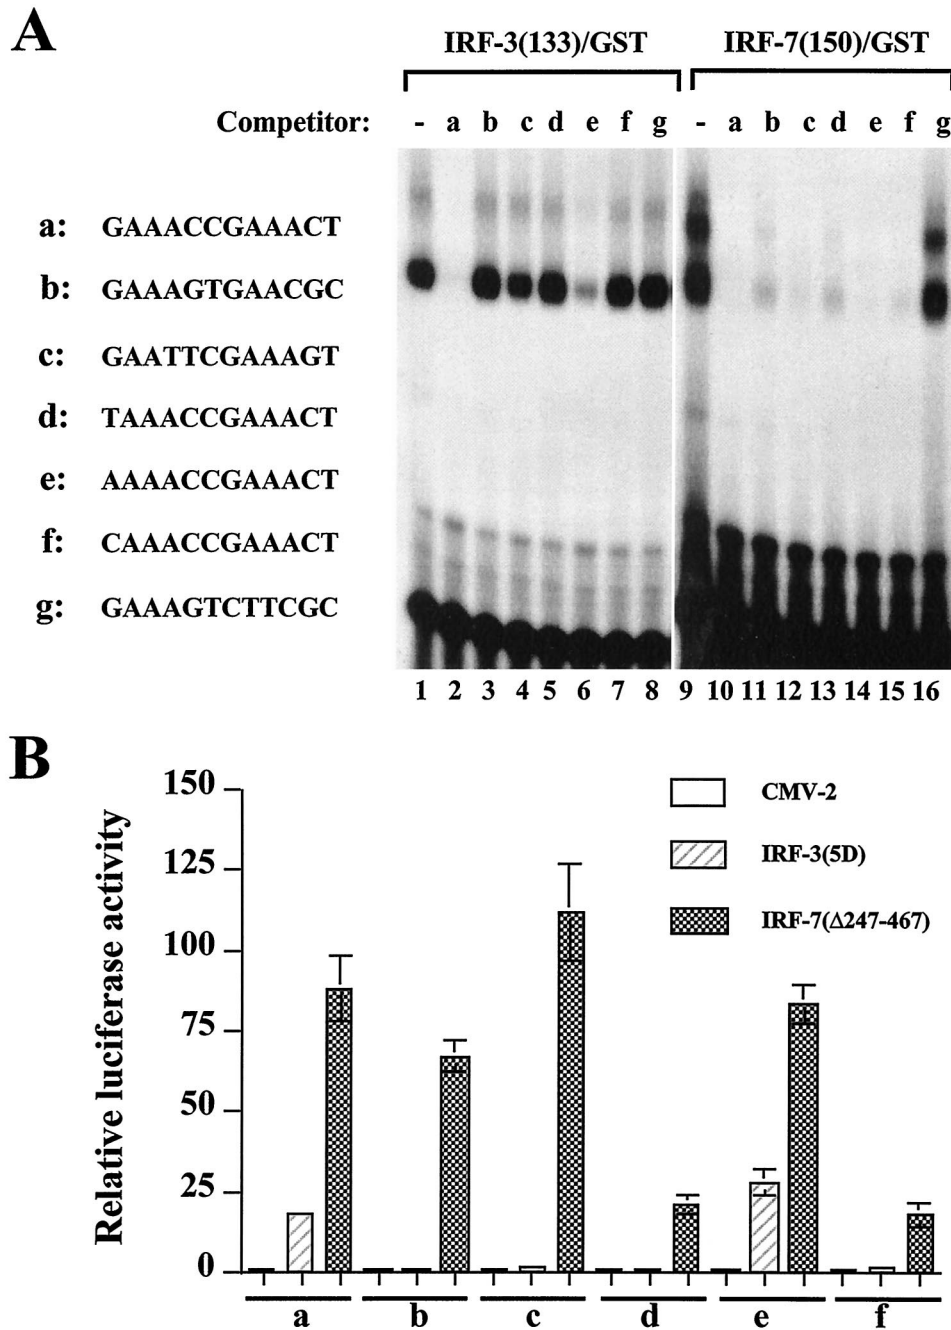 A
IRF-3(133)/GST IRF-7(150)/GST
Competitor: - a b c d e f g - a b c d e f g
a: GAAACCGAAACT
b: GAAAGTGAACGC
c: GAATTCGAAAGT
d: TAAACCGAAACT
e: AAAACCGAAACT
f: CAAACCGAAACT
g: GAAAGTCTTCGC
1 2 3 4 5 6 7 8 9 10 11 12 13 14 15 16
B
Relative luciferase activity
150
125
100
75
50
25
0
CMV-2
IRF-3(5D)
IRF-7(Δ247-467)
a b c d e f